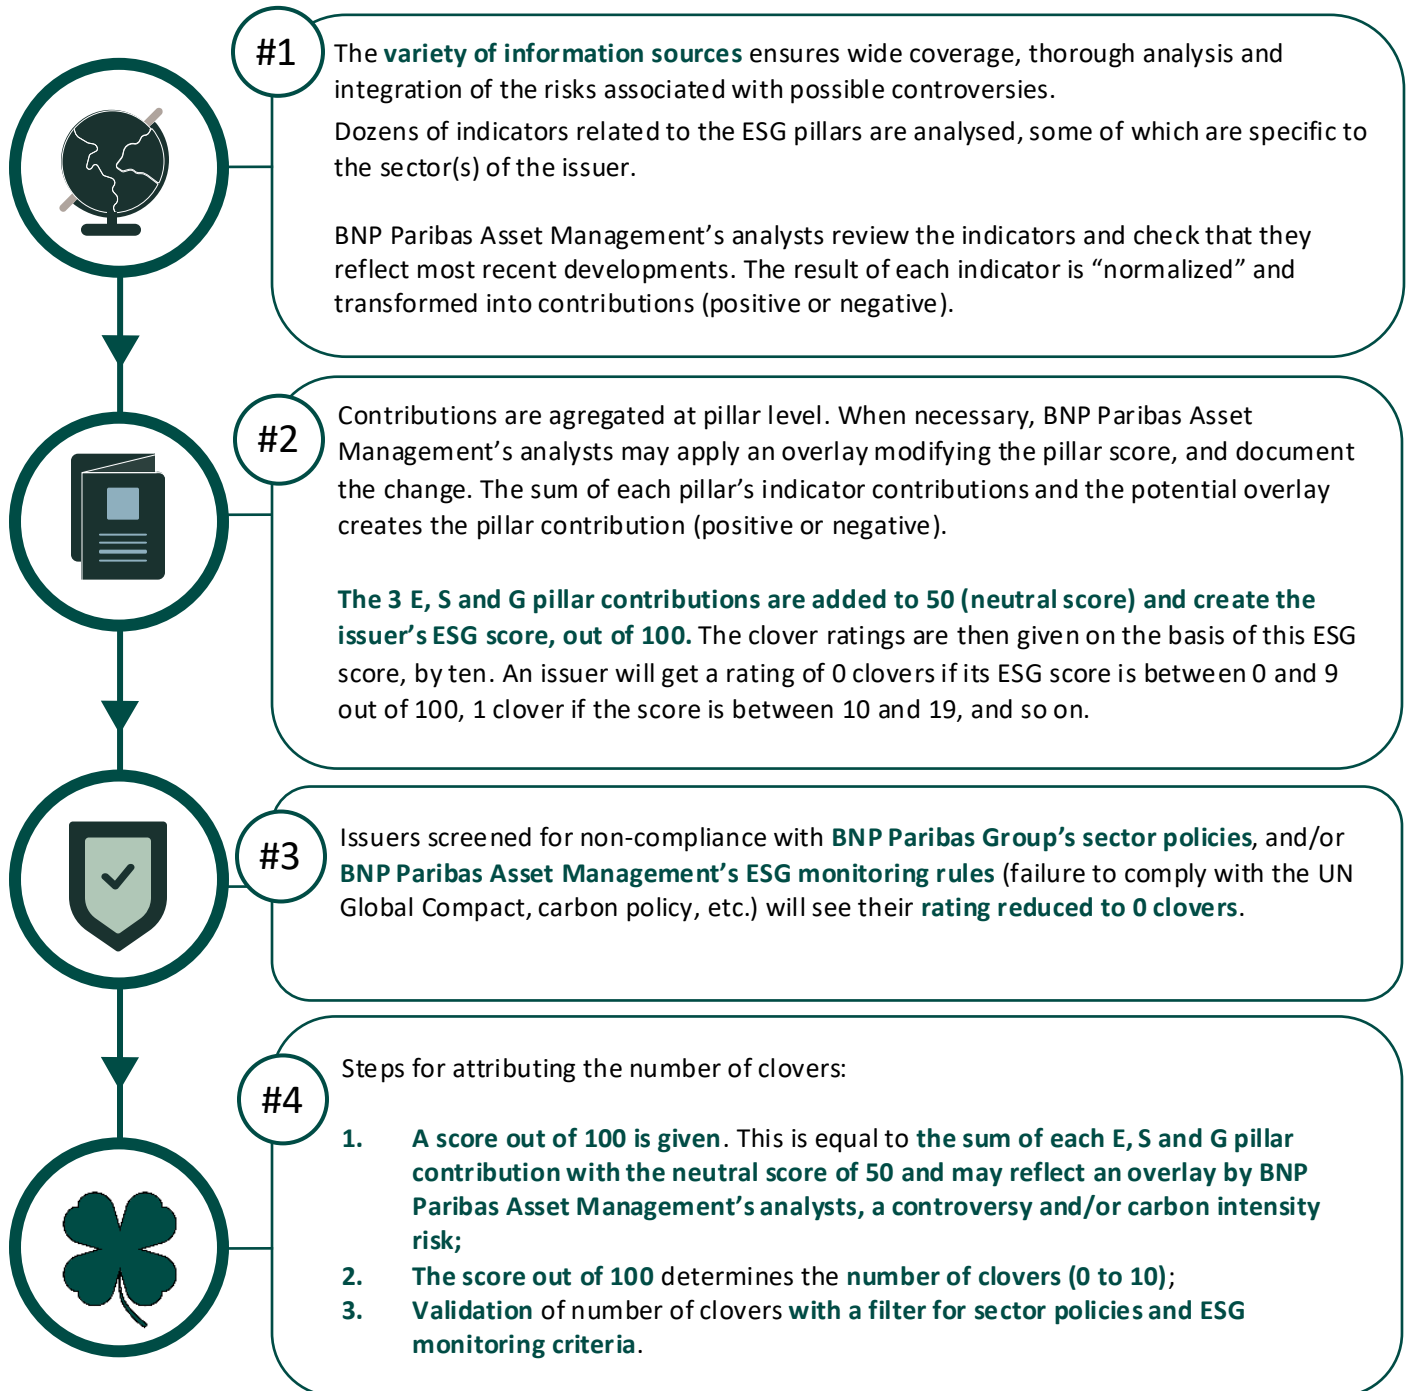 #1
The variety of information sources ensures wide coverage, thorough analysis and
integration of the risks associated with possible controversies.
Dozens of indicators related to the ESG pillars are analysed, some of which are specific to
the sector(s) of the issuer.
BNP Paribas Asset Management’s analysts review the indicators and check that they
reflect most recent developments. The result of each indicator is “normalized” and
transformed into contributions (positive or negative).
#2
Contributions are agregated at pillar level. When necessary, BNP Paribas Asset
Management’s analysts may apply an overlay modifying the pillar score, and document
the change. The sum of each pillar’s indicator contributions and the potential overlay
creates the pillar contribution (positive or negative).
The 3 E, S and G pillar contributions are added to 50 (neutral score) and create the
issuer’s ESG score, out of 100. The clover ratings are then given on the basis of this ESG
score, by ten. An issuer will get a rating of 0 clovers if its ESG score is between 0 and 9
out of 100, 1 clover if the score is between 10 and 19, and so on.
#3
Issuers screened for non-compliance with BNP Paribas Group’s sector policies, and/or
BNP Paribas Asset Management’s ESG monitoring rules (failure to comply with the UN
Global Compact, carbon policy, etc.) will see their rating reduced to 0 clovers.
#4
Steps for attributing the number of clovers:
1. A score out of 100 is given. This is equal to the sum of each E, S and G pillar
contribution with the neutral score of 50 and may reflect an overlay by BNP
Paribas Asset Management’s analysts, a controversy and/or carbon intensity
risk;
2. The score out of 100 determines the number of clovers (0 to 10);
3. Validation of number of clovers with a filter for sector policies and ESG
monitoring criteria.